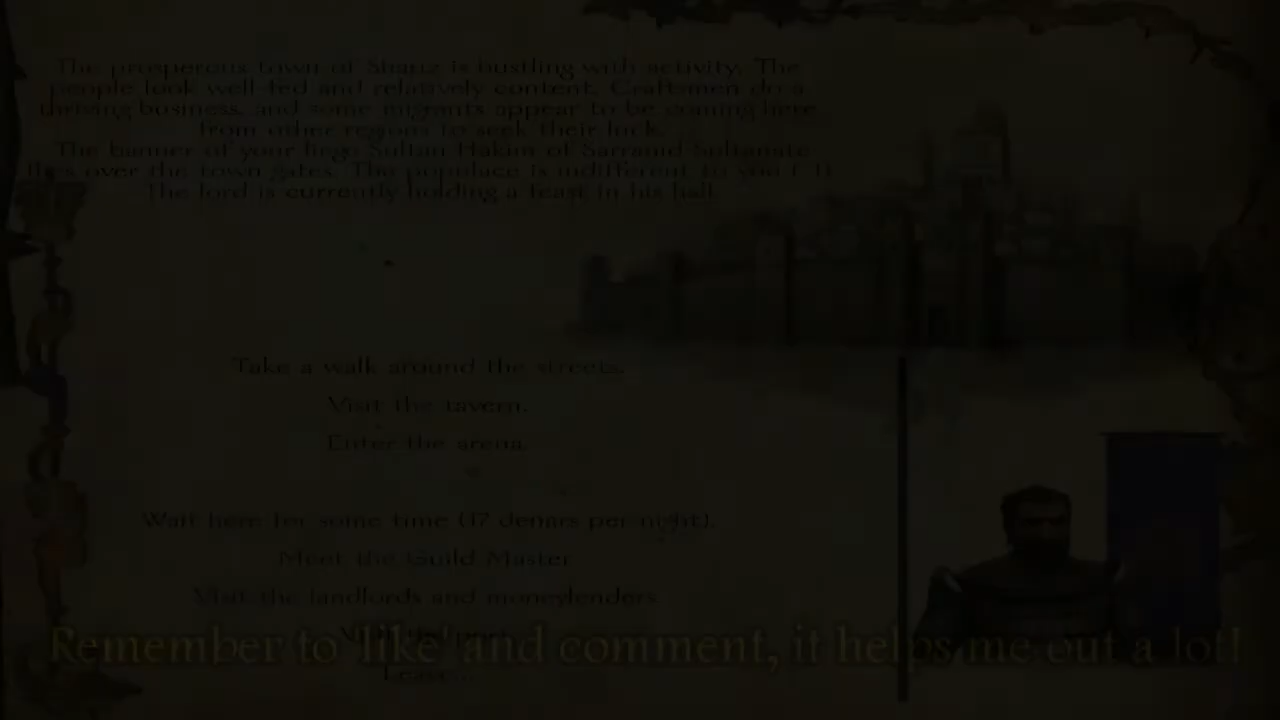 The prosperous town of Shariz is bustling with activity. The
people look well-fed and relatively content. Craftsmen do a
thriving business, and some migrants appear to be coming here
from other regions to seek their luck.
The banner of your liege Sultan Hakim of Sarranid Sultanate
flies over the town gates. The populace is indifferent to you
The lord is currently holding a feast in his hall.
Take a walk around the streets.
Visit the tavern.
Enter the arena.
Wait here for some time (17 denars per night).
Meet the Guild Master
Visit the landlords and moneylenders
Remember to 'like' and comment, it helps me out a lot!
Leave...